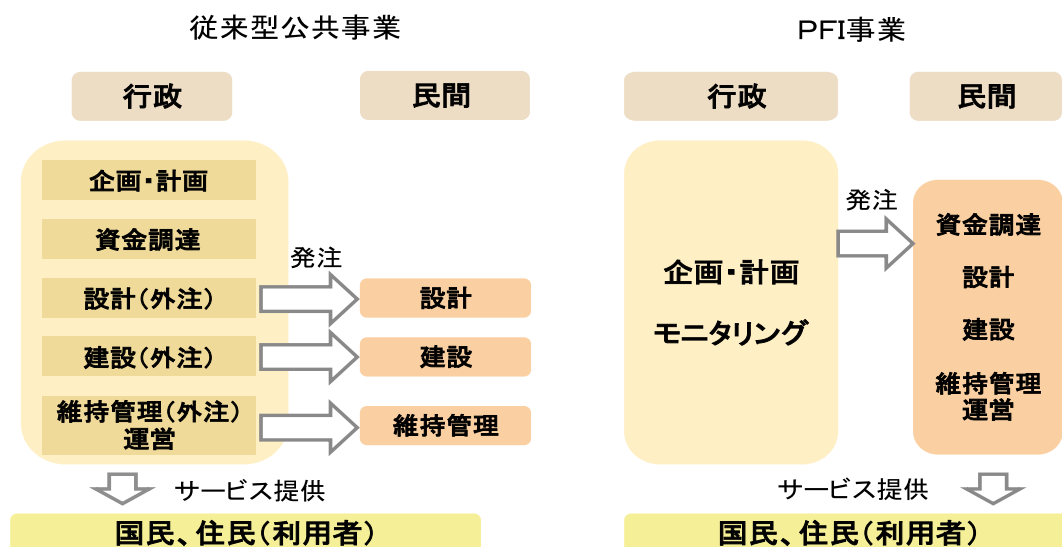 従来型公共事業
行政
民間
企画・計画
資金調達
設計（外注）
建設（外注）
維持管理（外注）
運営
発注
設計
建設
維持管理
サービス提供
国民、住民（利用者）
ＰＦＩ事業
行政
民間
企画・計画
モニタリング
発注
資金調達
設計
建設
維持管理
運営
サービス提供
国民、住民（利用者）